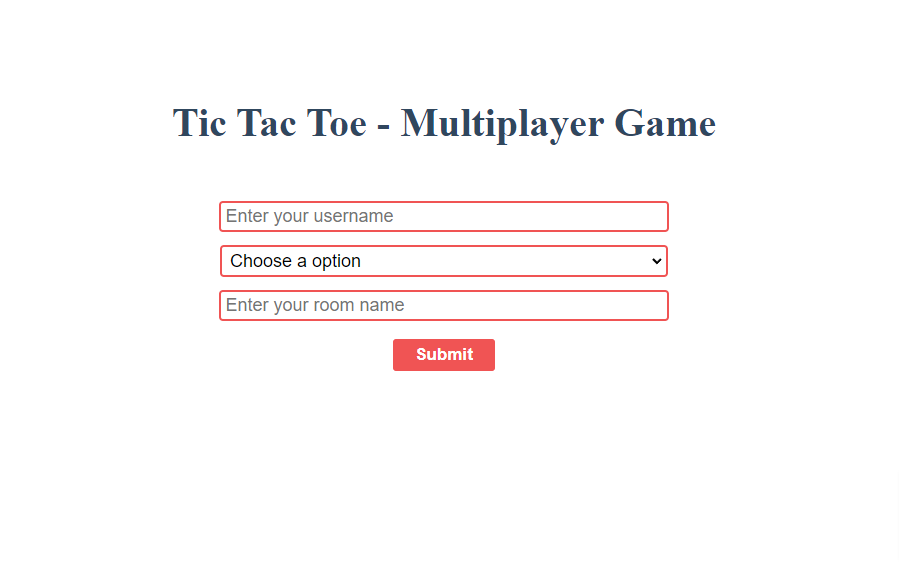 Tic Tac Toe - Multiplayer Game
Enter your username
Choose a option
Enter your room name
Submit